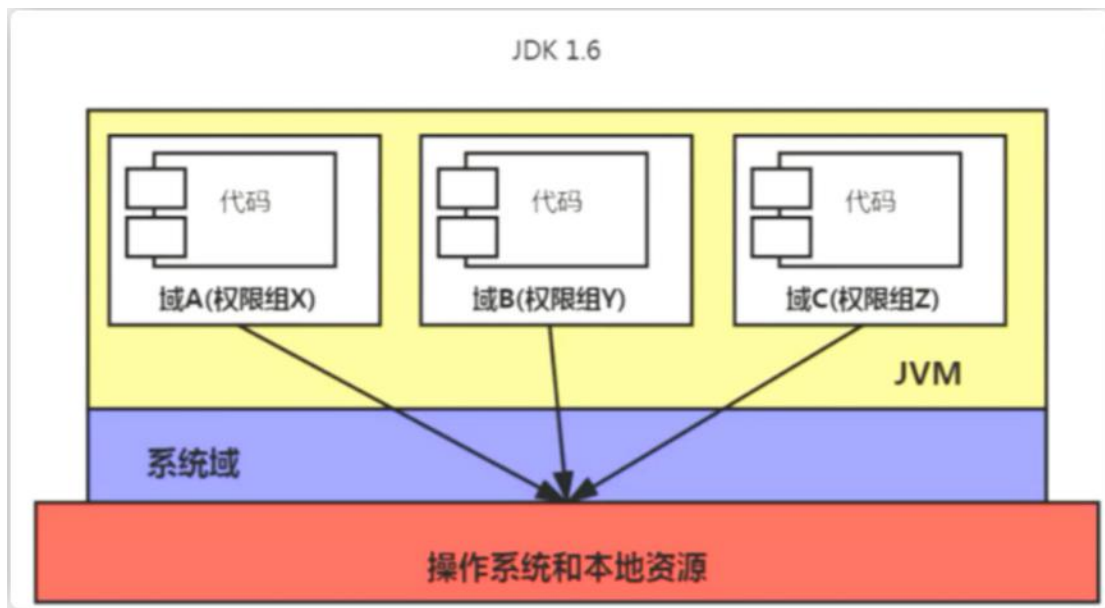 JDK 1.6
代码
代码
代码
域A(权限组X)
域B(权限组Y)
域C(权限组Z)
JVM
系统域
操作系统和本地资源